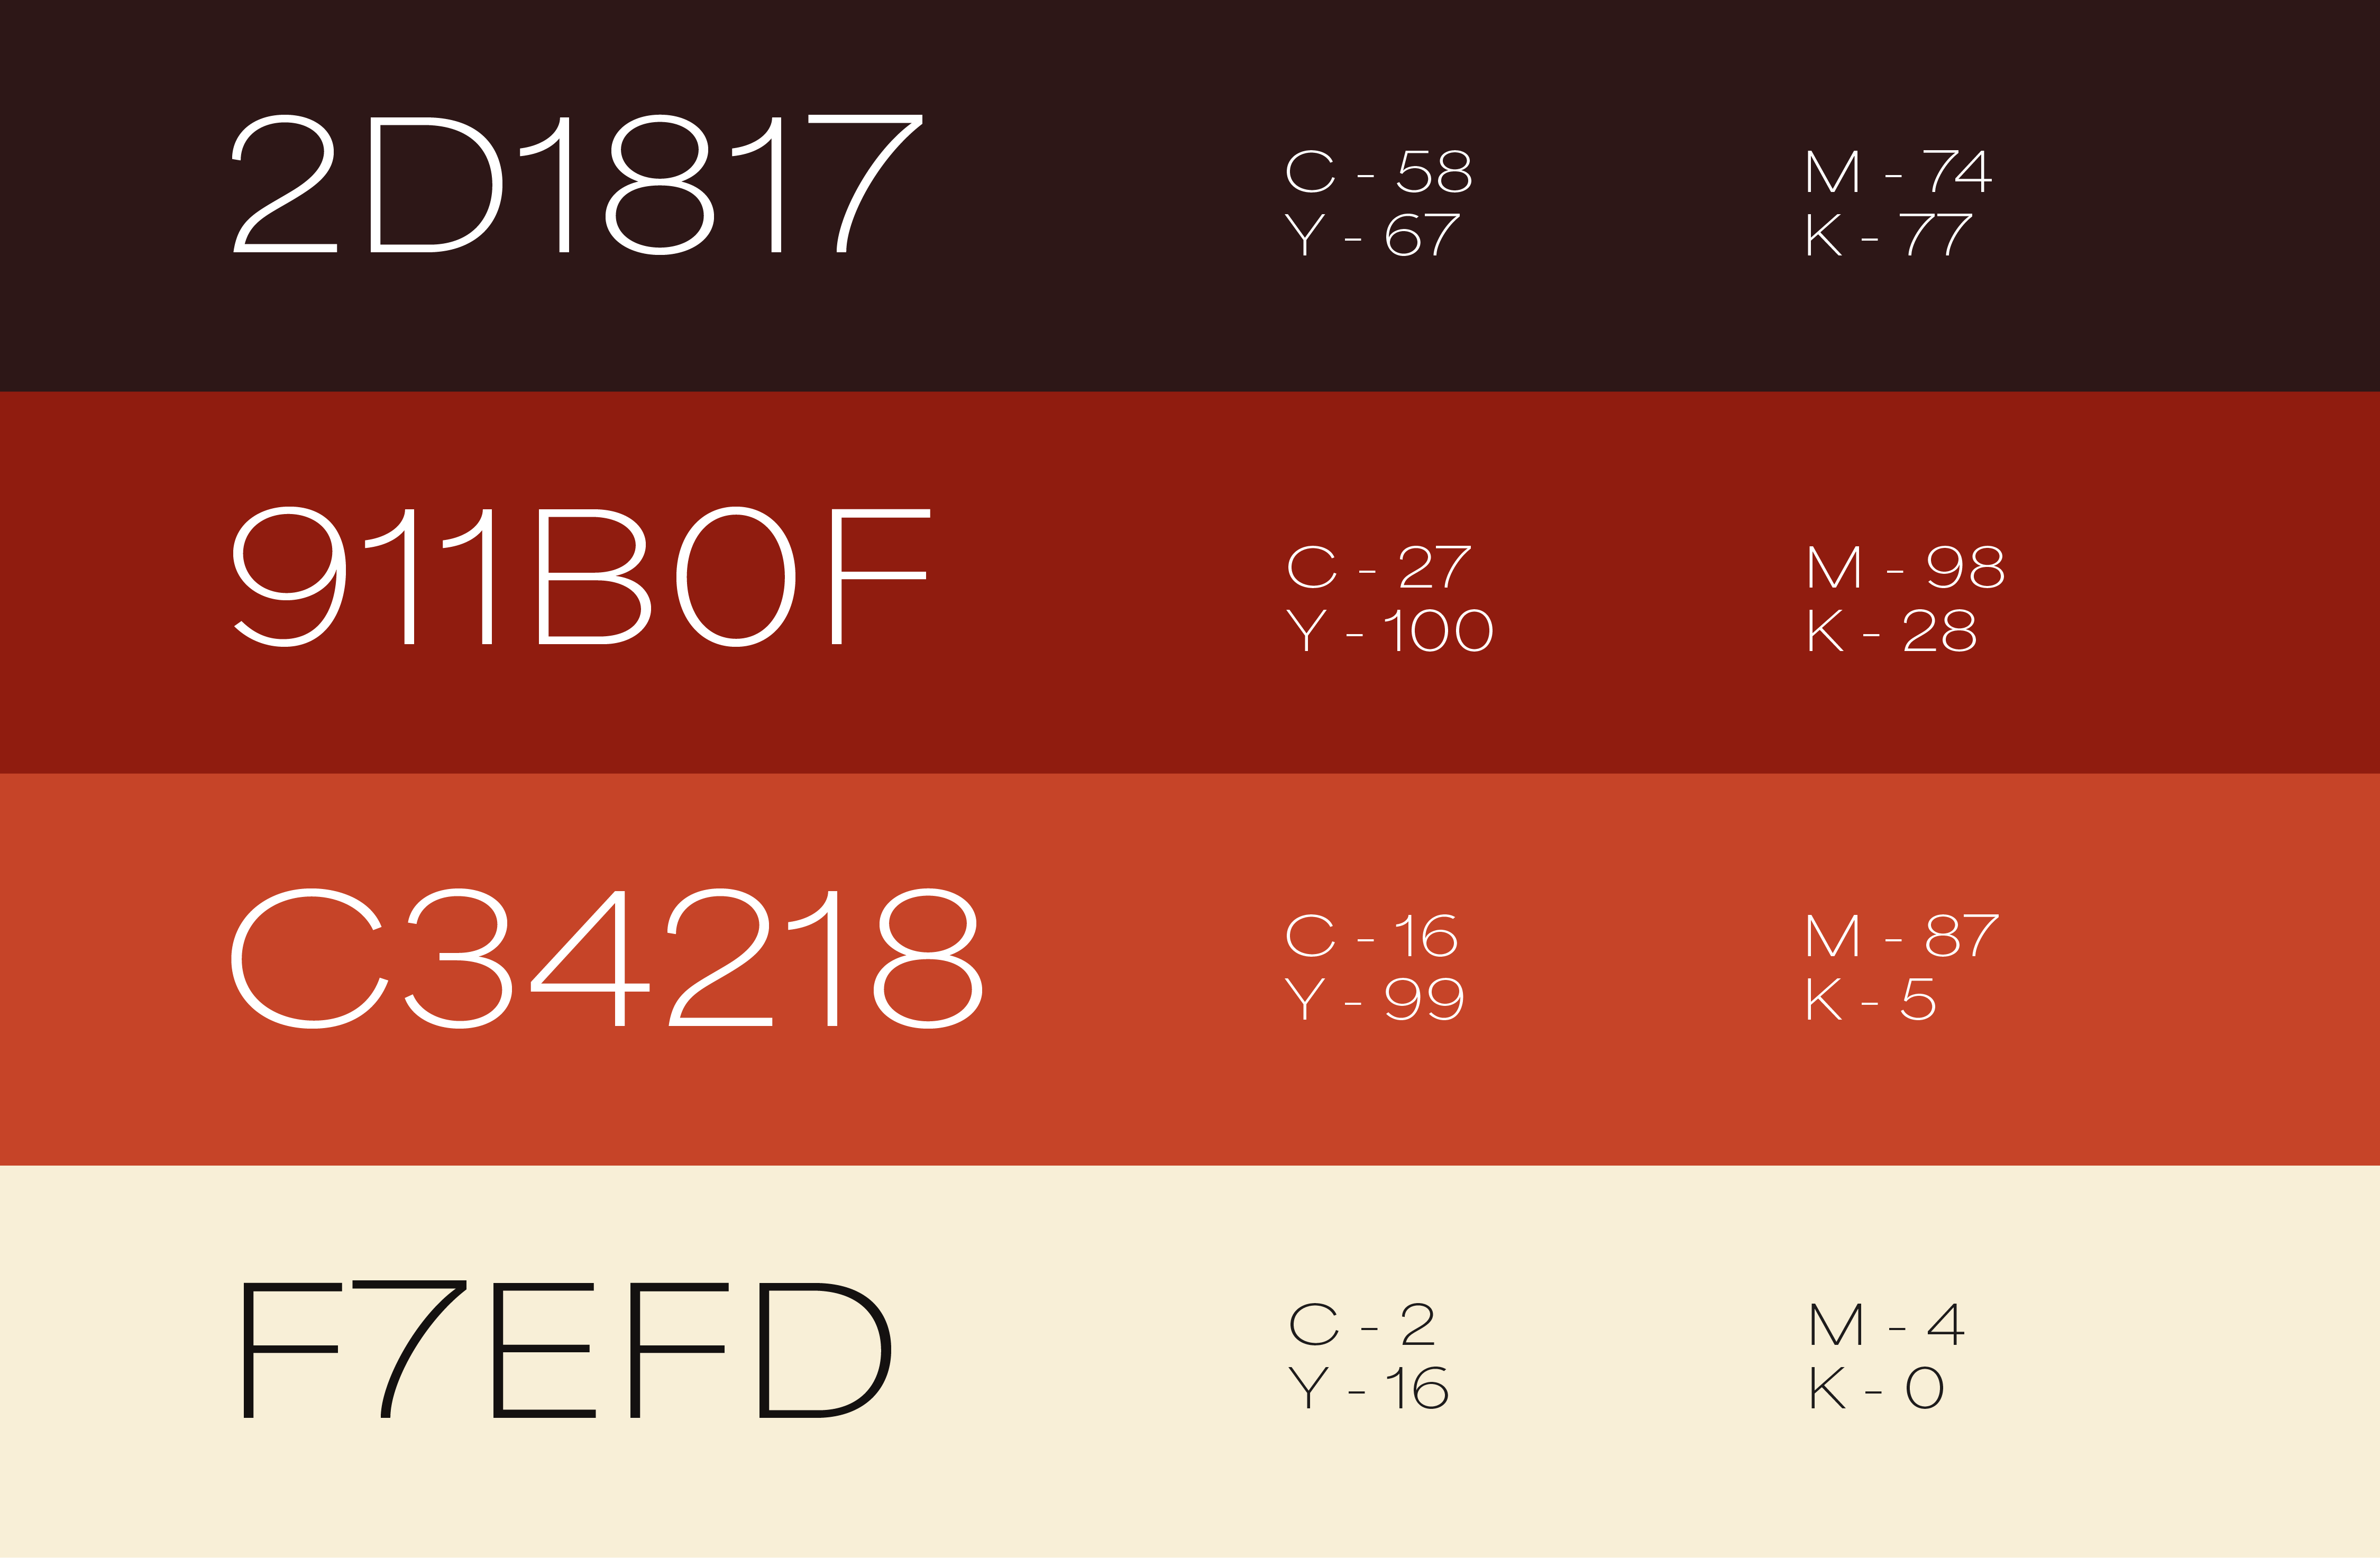 2D1817
C - 58
M - 74
Y - 67
K - 77
911B0F
C - 27
M - 98
Y - 100
K - 28
C34218
C - 16
M - 87
Y - 99
K - 5
F7EFD
C - 2
M - 4
Y - 16
K - 0